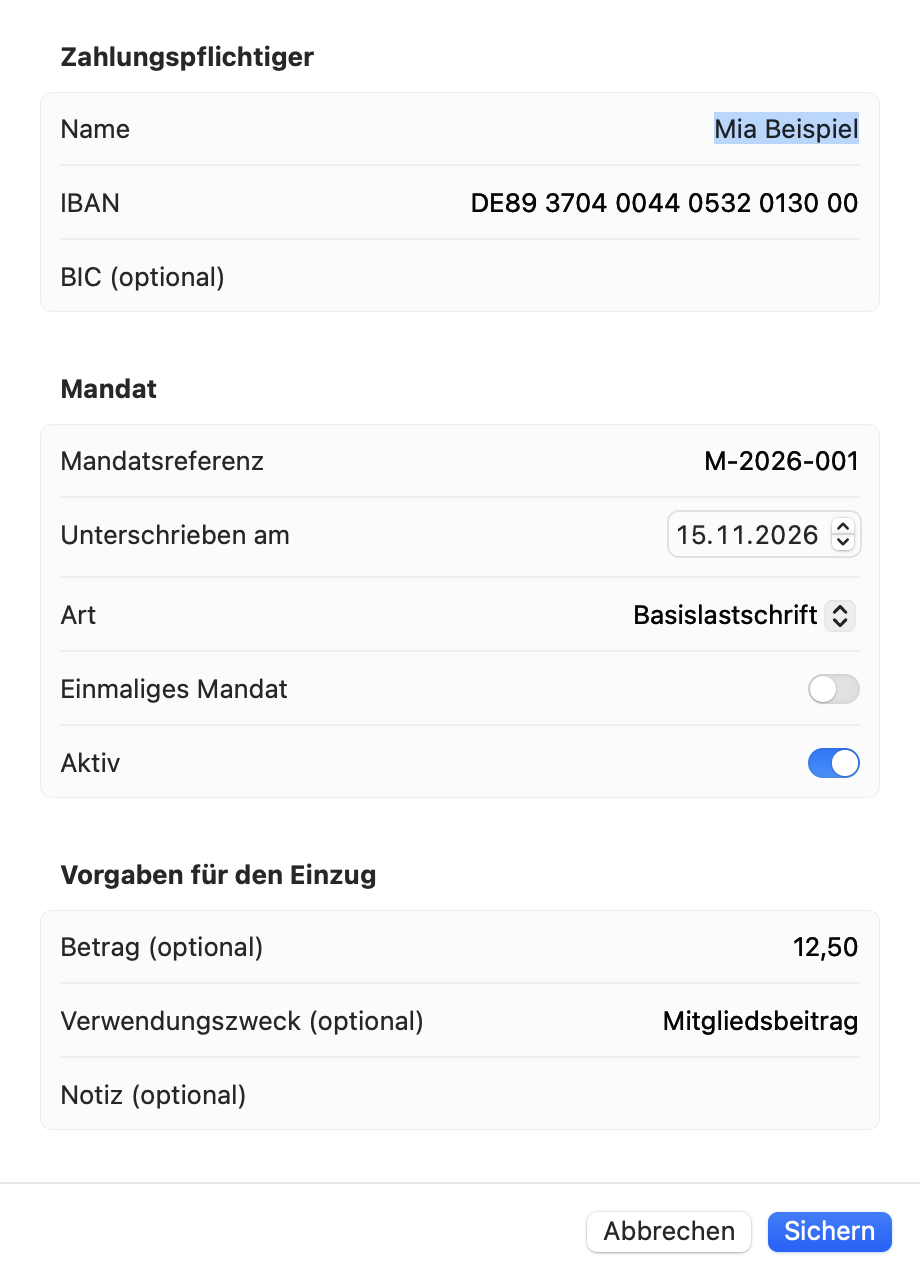 Zahlungspflichtiger
Name Mia Beispiel
IBAN DE89 3704 0044 0532 0130 00
BIC (optional)
Mandat
Mandatsreferenz M-2026-001
Unterschrieben am 15.11.2026
Art Basislastschrift
Einmaliges Mandat
Aktiv
Vorgaben für den Einzug
Betrag (optional) 12,50
Verwendungszweck (optional) Mitgliedsbeitrag
Notiz (optional)
Abbrechen Sichern